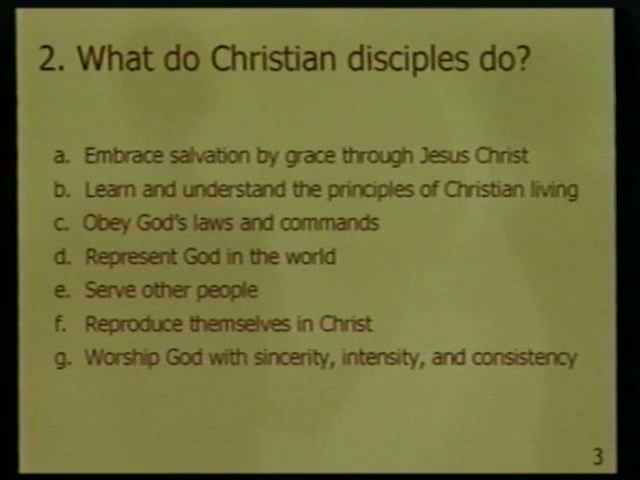 2. What do Christian disciples do?
a. Embrace salvation by grace through Jesus Christ
b. Learn and understand the principles of Christian living
c. Obey God's laws and commands
d. Represent God in the world
e. Serve other people
f. Reproduce themselves in Christ
g. Worship God with sincerity, intensity, and consistency
3